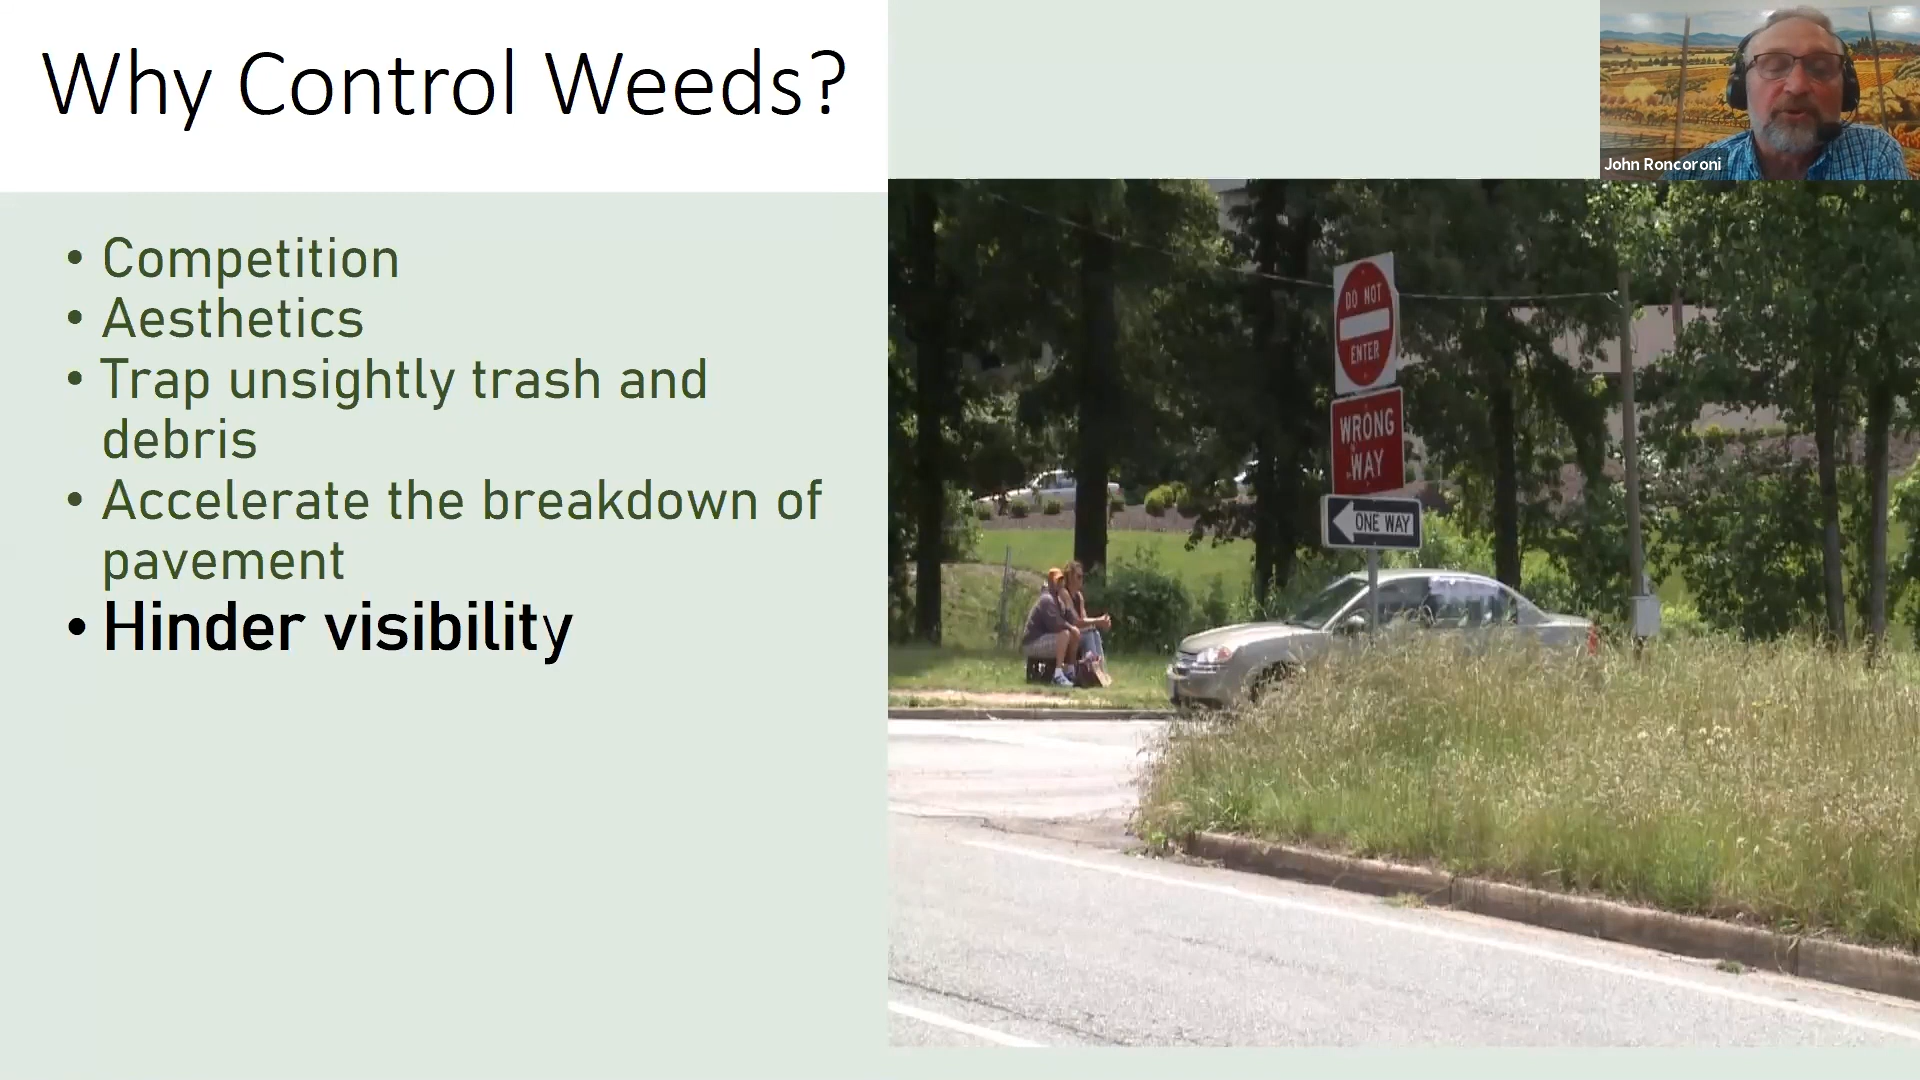 Why Control Weeds?
John Roncoroni
• Competition
• Aesthetics
• Trap unsightly trash and
debris
• Accelerate the breakdown of
pavement
• Hinder visibility
DO NOT
ENTER
WRONG
WAY
ONE WAY